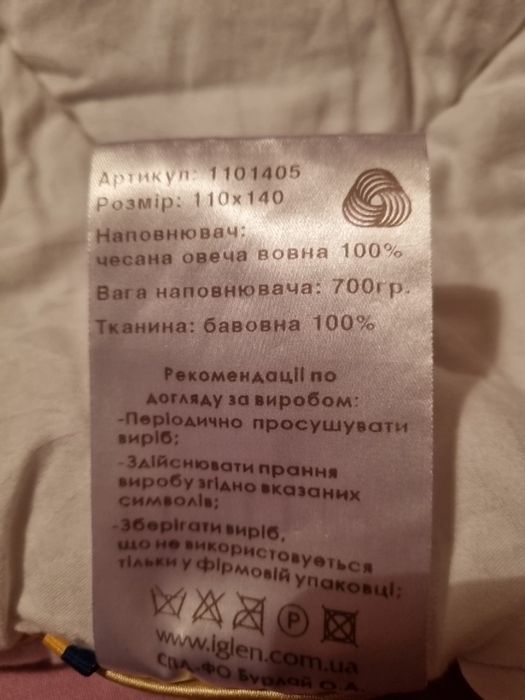 Артикул: 1101405
Розмір: 110х140
Наповнювач:
чесана овеча вовна 100%
Вага наповнювача: 700гр.
Тканина: бавовна 100%
Рекомендації по
догляду за виробом:
-Періодично просушувати
виріб;
-Здійснювати прання
виробу згідно вказаних
символів;
-Зберігати виріб,
що не використовується
тільки у фірмовій упаковці;
P
www.iglen.com.ua
СПД-ФО Бурдай О.А.